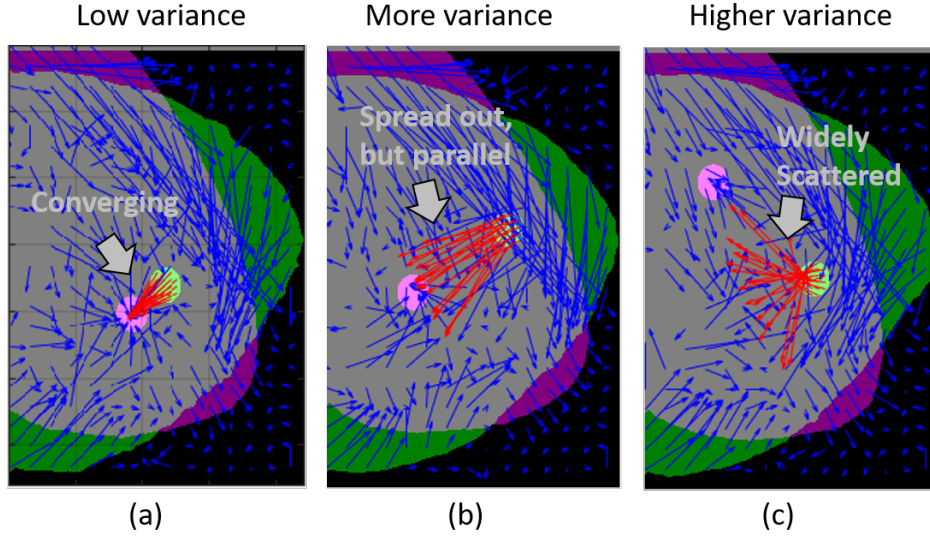 Low variance
More variance
Higher variance
Converging
Spread out,
but parallel
Widely
Scattered
(a)
(b)
(c)